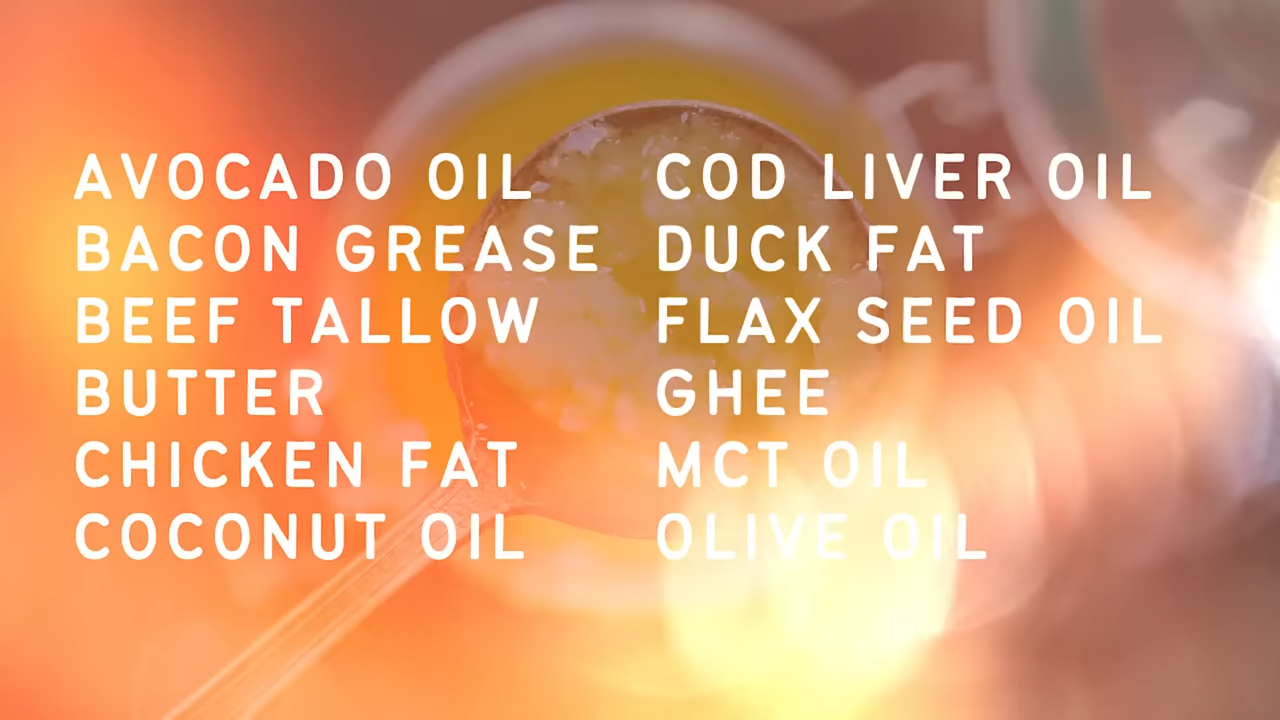 AVOCADO OIL
BACON GREASE
BEEF TALLOW
BUTTER
CHICKEN FAT
COCONUT OIL
COD LIVER OIL
DUCK FAT
FLAX SEED OIL
GHEE
MCT OIL
OLIVE OIL